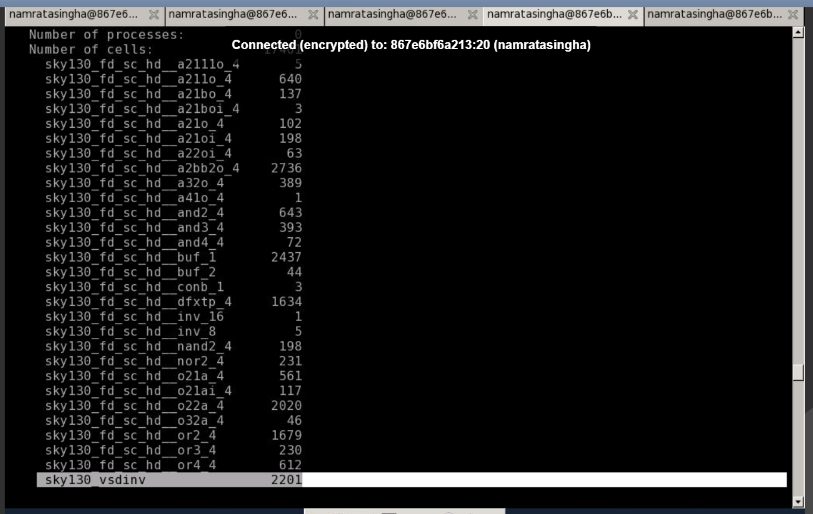 namratasingha@867e6... namratasingha@867e6... namratasingha@867e6... namratasingha@867e6b... namratasingha@867e6b...
Number of processes: 0
Connected (encrypted) to: 867e6bf6a213:20 (namratasingha)
Number of cells:
sky130_fd_sc_hd__a2111o_4 5
sky130_fd_sc_hd__a211o_4 640
sky130_fd_sc_hd__a21bo_4 137
sky130_fd_sc_hd__a21boi_4 3
sky130_fd_sc_hd__a21o_4 102
sky130_fd_sc_hd__a21oi_4 198
sky130_fd_sc_hd__a22oi_4 63
sky130_fd_sc_hd__a2bb2o_4 2736
sky130_fd_sc_hd__a32o_4 389
sky130_fd_sc_hd__a41o_4 1
sky130_fd_sc_hd__and2_4 643
sky130_fd_sc_hd__and3_4 393
sky130_fd_sc_hd__and4_4 72
sky130_fd_sc_hd__buf_1 2437
sky130_fd_sc_hd__buf_2 44
sky130_fd_sc_hd__conb_1 3
sky130_fd_sc_hd__dfxtp_4 1634
sky130_fd_sc_hd__inv_16 1
sky130_fd_sc_hd__inv_8 5
sky130_fd_sc_hd__nand2_4 198
sky130_fd_sc_hd__nor2_4 231
sky130_fd_sc_hd__o21a_4 561
sky130_fd_sc_hd__o21ai_4 117
sky130_fd_sc_hd__o22a_4 2020
sky130_fd_sc_hd__o32a_4 46
sky130_fd_sc_hd__or2_4 1679
sky130_fd_sc_hd__or3_4 230
sky130_fd_sc_hd__or4_4 612
sky130_vsdinv 2201